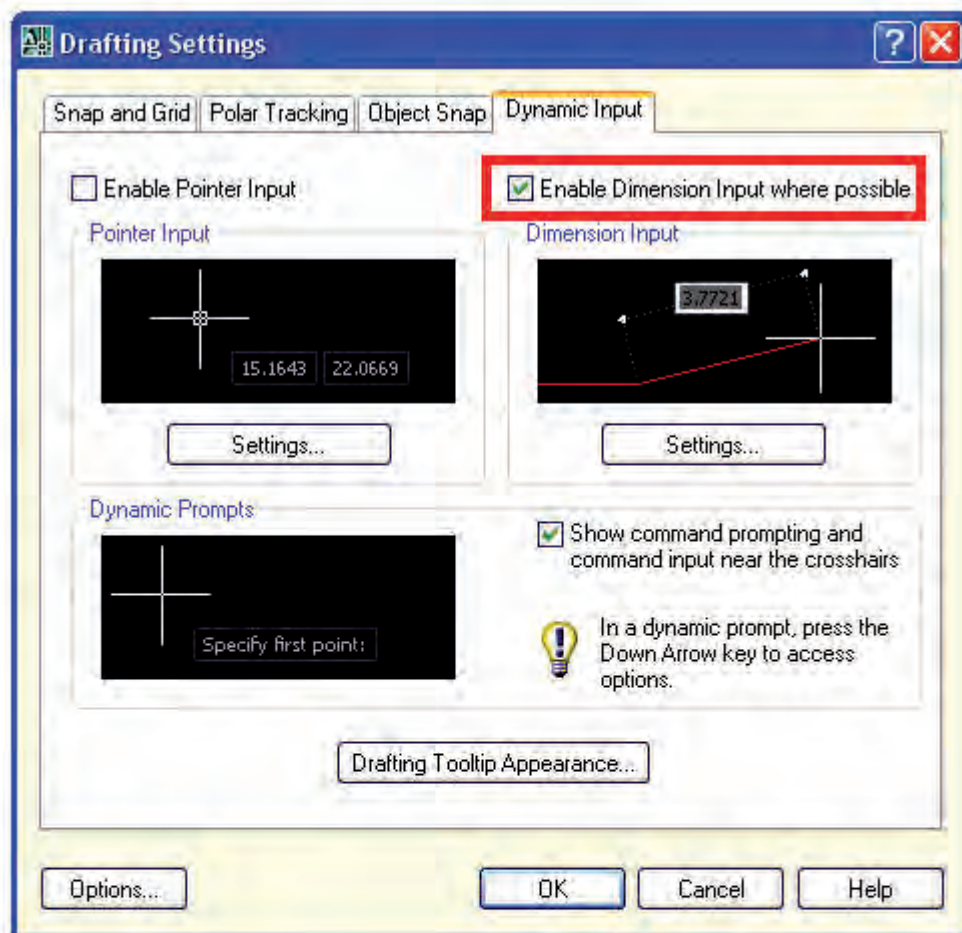 Drafting Settings
Snap and Grid Polar Tracking Object Snap Dynamic Input
Enable Pointer Input
Enable Dimension Input where possible
Pointer Input
Dimension Input
15.1643 22.0669
3.7721
Settings...
Settings...
Dynamic Prompts
Specify first point:
Show command prompting and
command input near the crosshairs
In a dynamic prompt, press the
Down Arrow key to access
options.
Drafting Tooltip Appearance...
Options... OK Cancel Help